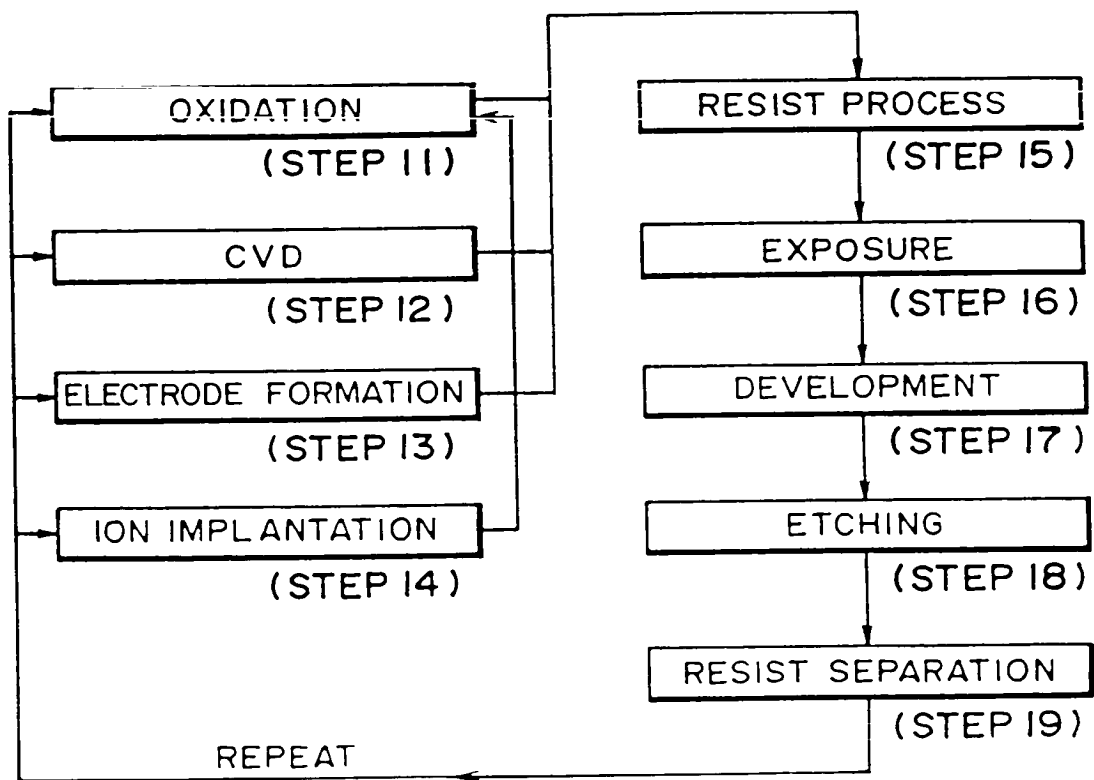 OXIDATION
(STEP 11)
CVD
(STEP 12)
ELECTRODE FORMATION
(STEP 13)
ION IMPLANTATION
(STEP 14)
RESIST PROCESS
(STEP 15)
EXPOSURE
(STEP 16)
DEVELOPMENT
(STEP 17)
ETCHING
(STEP 18)
RESIST SEPARATION
(STEP 19)
REPEAT